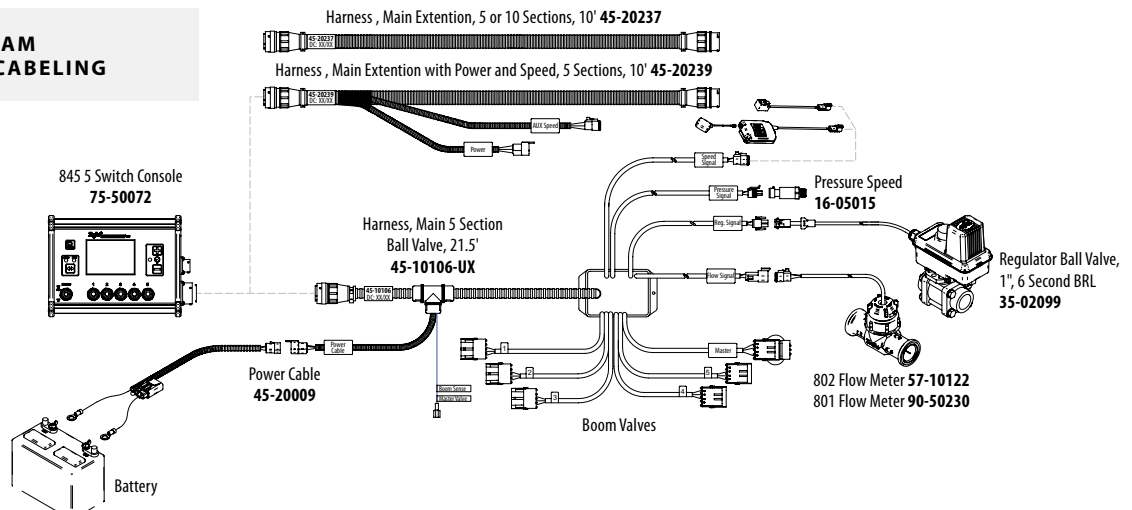 AM
CABELING
Harness , Main Extention, 5 or 10 Sections, 10' 45-20237
45-20237
DC: XX/XX
Harness , Main Extention with Power and Speed, 5 Sections, 10' 45-20239
45-20239
DC: XX/XX
AUX Speed
Power
845 5 Switch Console
75-50072
Speed
Signal
Pressure
Signal
Pressure Speed
16-05015
Harness, Main 5 Section
Ball Valve, 21.5'
45-10106-UX
Reg. Signal
Regulator Ball Valve,
1", 6 Second BRL
35-02099
Flow Signal
45-10106
DC: XX/XX
1 2 3 4 5
Power
Cable
Power Cable
45-20009
1
Master
2
5
3
4
Boom Sense
Master Valve
802 Flow Meter 57-10122
801 Flow Meter 90-50230
Boom Valves
Battery